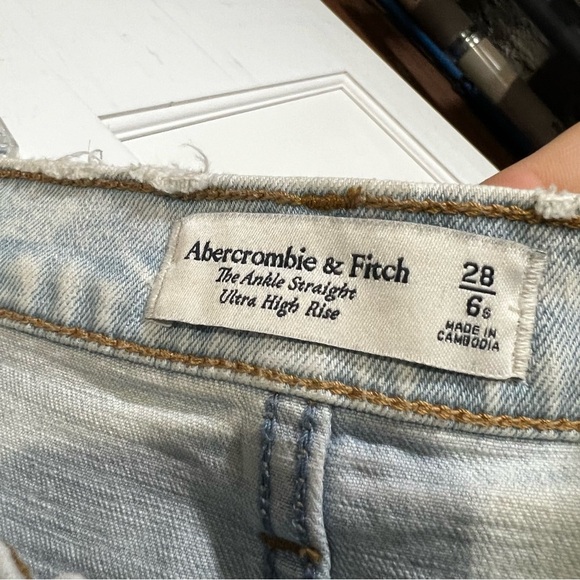 Abercrombie & Fitch
The Ankle Straight
Ultra High Rise
28
6s
MADE IN
CAMBODIA